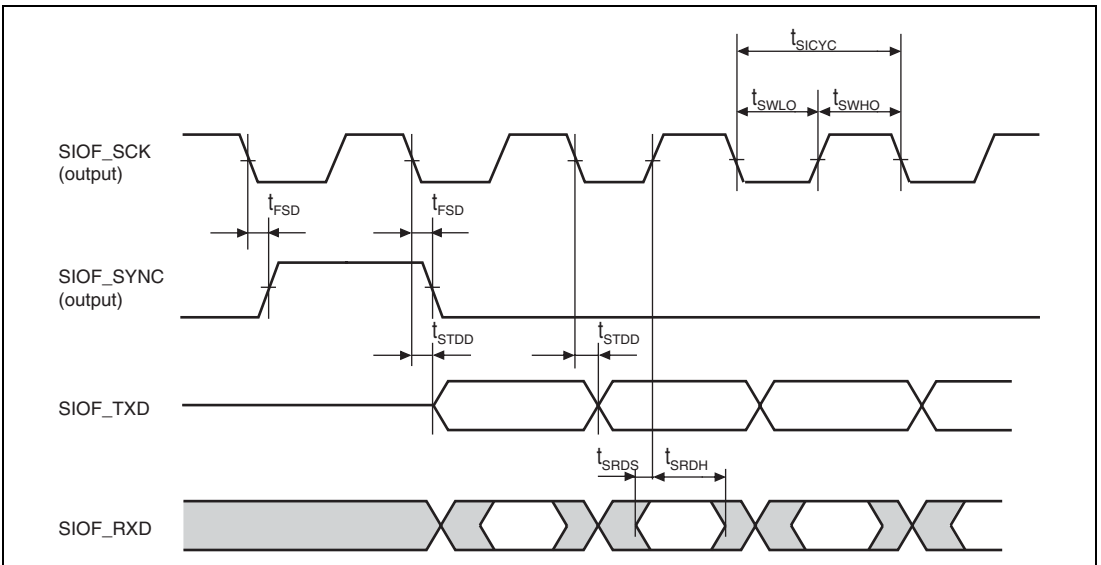 tSICYC
tSWLO tSWHO
SIOF_SCK
(output)
tFSD tFSD
SIOF_SYNC
(output)
tSTDD tSTDD
SIOF_TXD
tSRDS tSRDH
SIOF_RXD